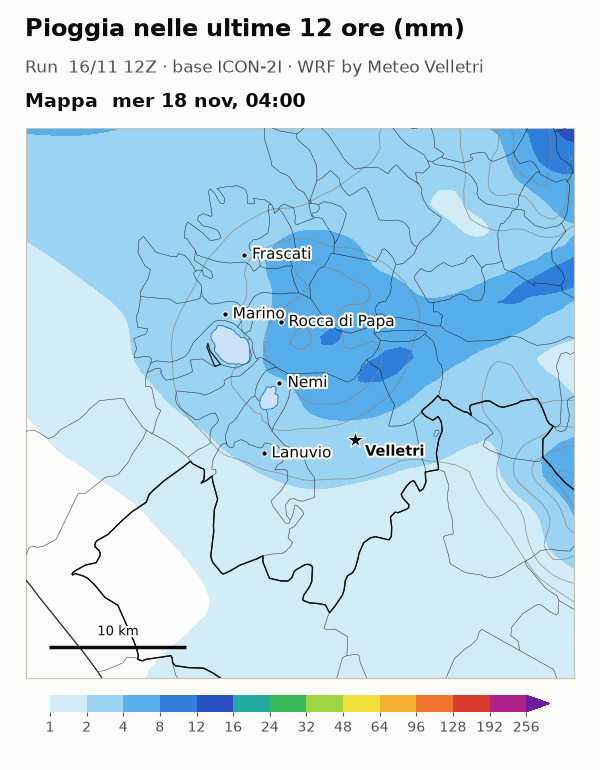 Pioggia nelle ultime 12 ore (mm)
Run  16/11 12Z · base ICON-2I · WRF by Meteo Velletri
Mappa  mer 18 nov, 04:00
Frascati
Marino
Rocca di Papa
Nemi
Velletri
Lanuvio
10 km
1 2 4 8 12 16 24 32 42 48 64 96 128 192 256